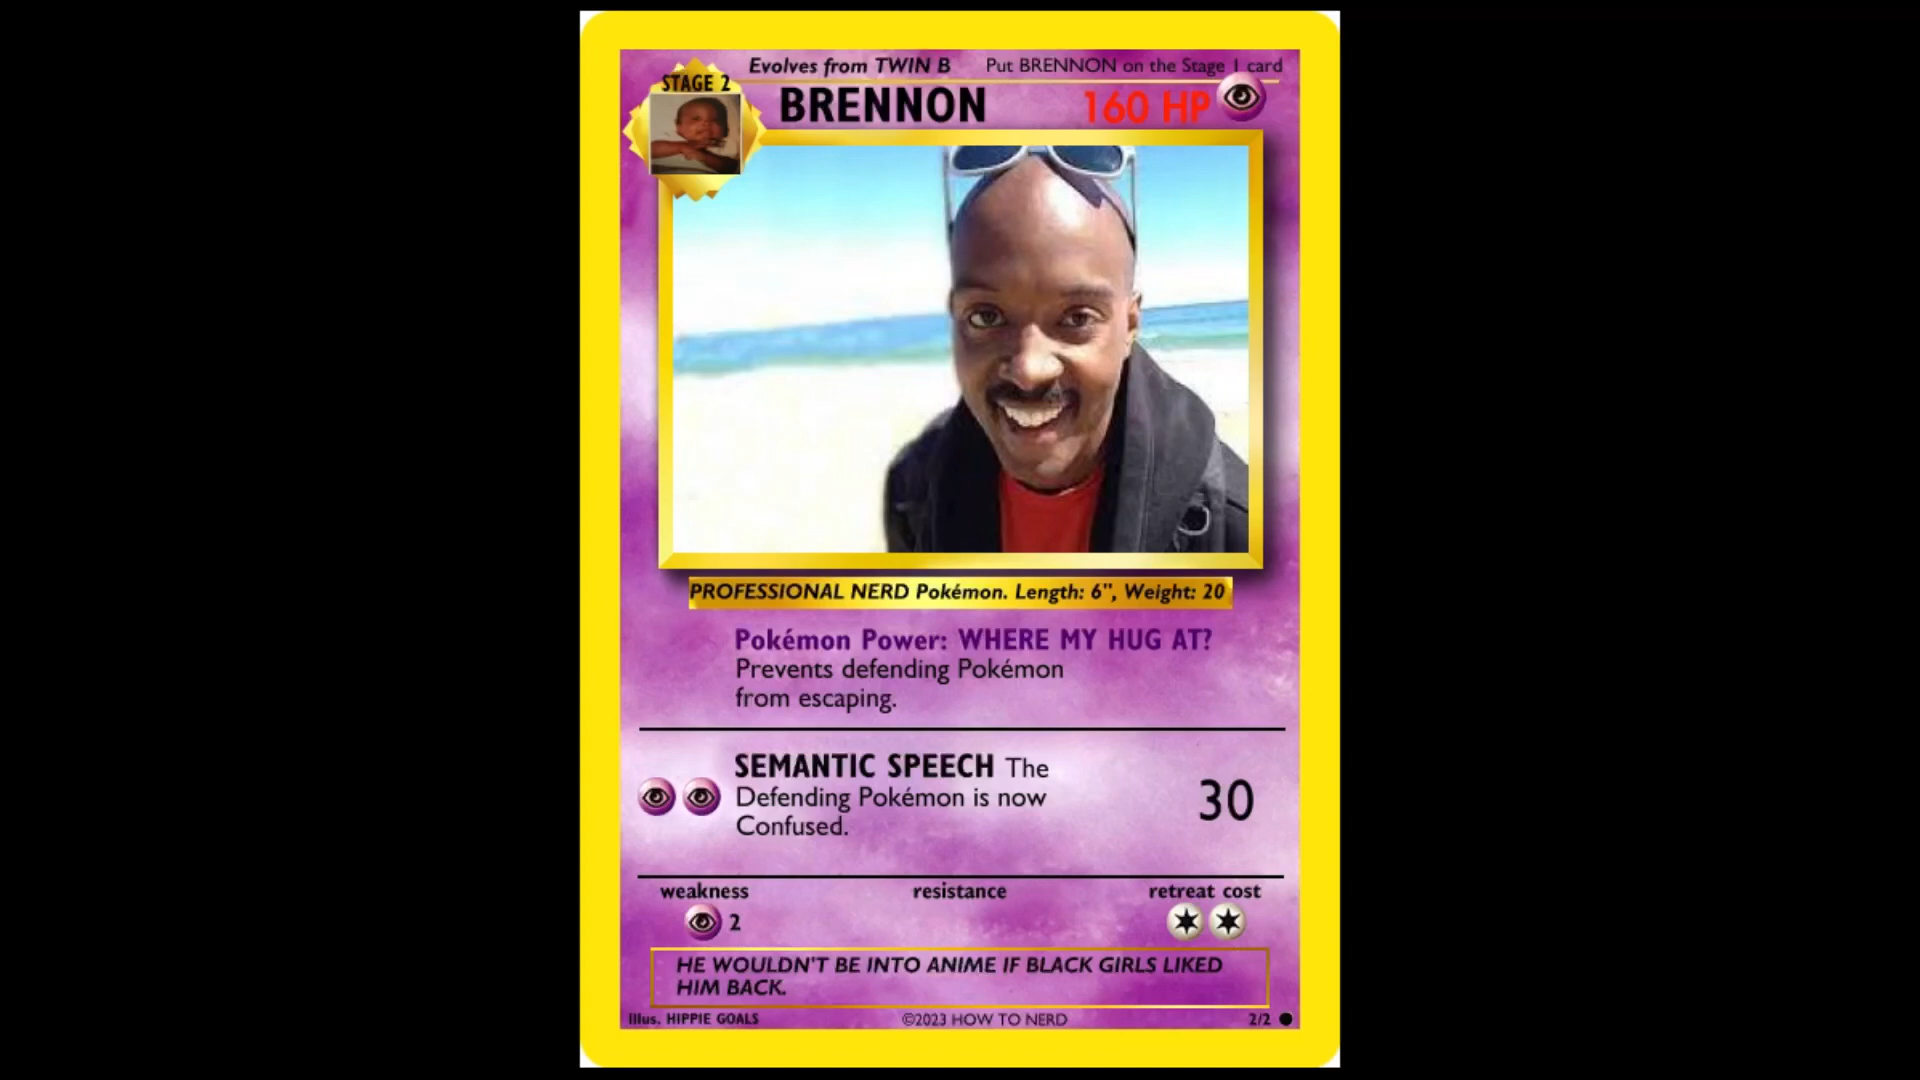 Evolves from TWIN B Put BRENNON on the Stage 1 card
STAGE 2
BRENNON 160 HP
PROFESSIONAL NERD Pokémon. Length: 6", Weight: 20
Pokémon Power: WHERE MY HUG AT?
Prevents defending Pokémon
from escaping.
SEMANTIC SPEECH The
Defending Pokémon is now
Confused.
30
weakness resistance retreat cost
2
HE WOULDN'T BE INTO ANIME IF BLACK GIRLS LIKED
HIM BACK.
Illus. HIPPIE GOALS ©2023 HOW TO NERD 2/2